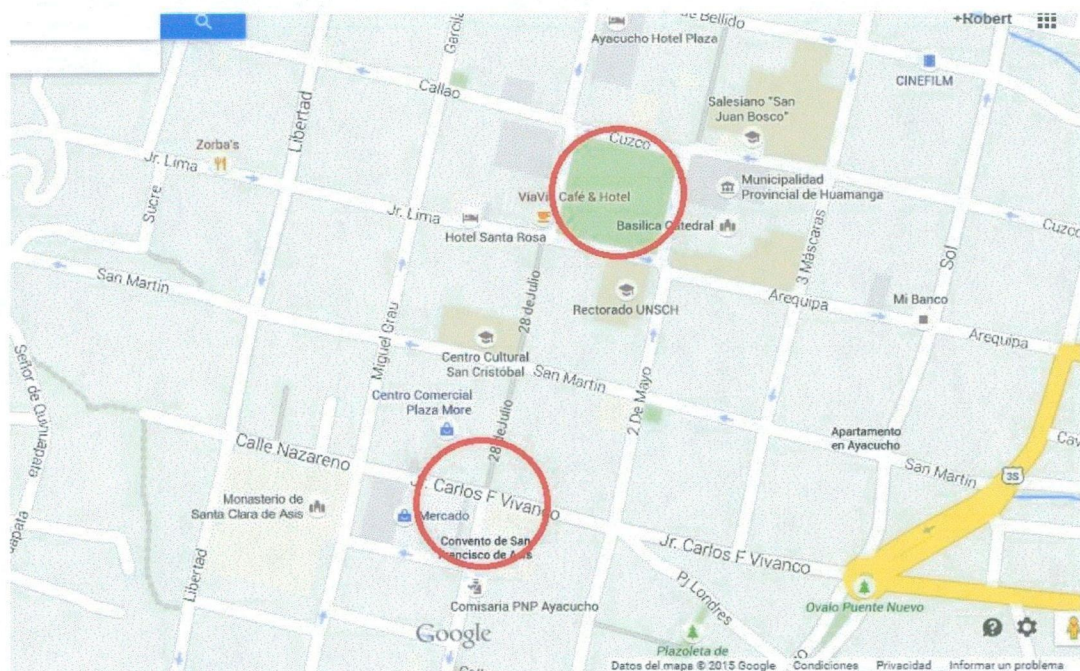 de Bellido
+Robert
Ayacucho Hotel Plaza
CINEFILM
Callao
Salesiano "San
Juan Bosco"
Libertad
Zorba's
Cuzco
Jr. Lima
Municipalidad
Provincial de Huamanga
Sucre
ViaVia Café & Hotel
Jr. Lima
Basilica Catedral
Cuzco
Hotel Santa Rosa
3 Máscaras
Sol
San Martin
Rectorado UNSCH
Arequipa
Mi Banco
28 de Julio
Arequipa
Miguel Grau
Centro Cultural
San Cristóbal
San Martin
Centro Comercial
Plaza More
2 De Mayo
28 de Julio
Apartamento
en Ayacucho
Calle Nazareno
San Martin
3S
Jr. Carlos F Vivanco
Monasterio de
Santa Clara de Asis
Mercado
Convento de San
Francisco de Asis
Jr. Carlos F Vivanco
Libertad
Pj Londres
Comisaria PNP Ayacucho
Ovalo Puente Nuevo
Google
Plazoleta de
Datos del mapa © 2015 Google
Condiciones
Privacidad
Informar un problema